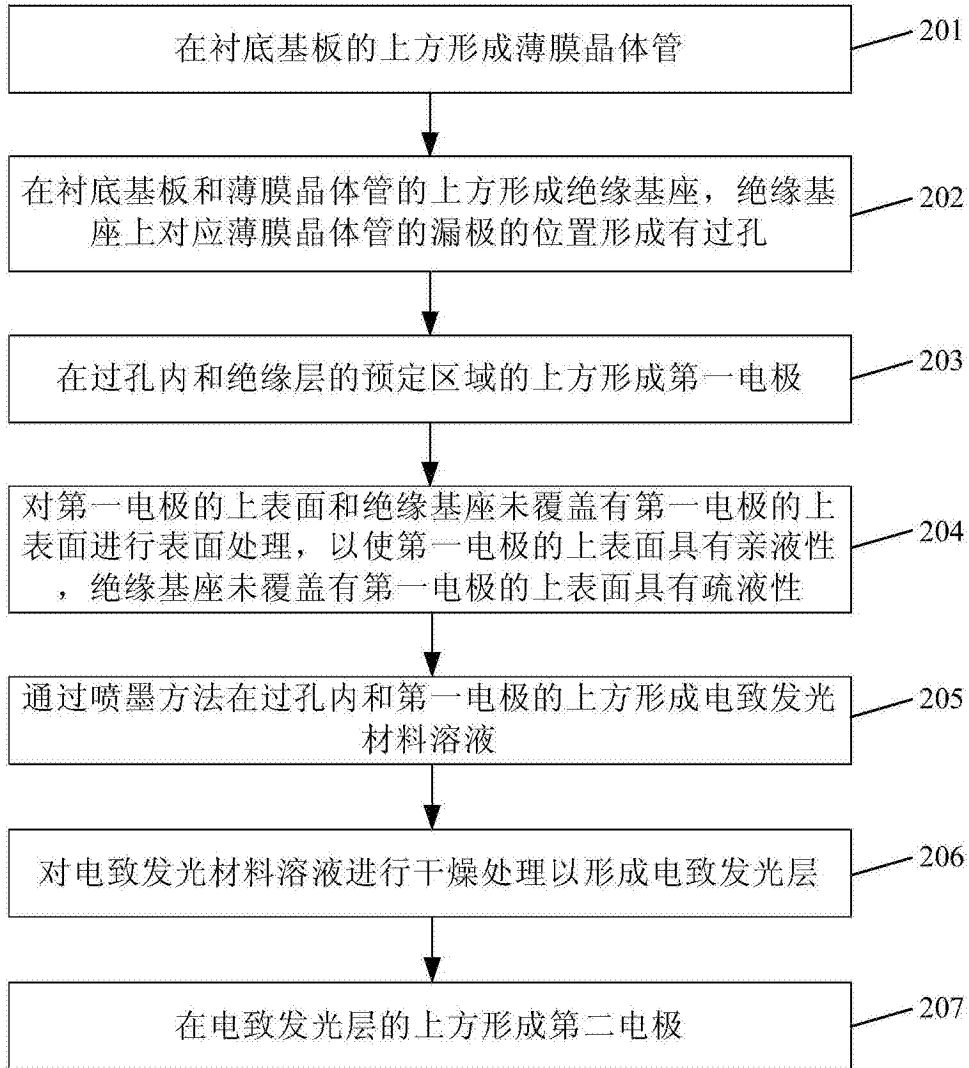 在衬底基板的上方形成薄膜晶体管
201
在衬底基板和薄膜晶体管的上方形成绝缘基座，绝缘基
座上对应薄膜晶体管的漏极的位置形成有过孔
202
在过孔内和绝缘层的预定区域的上方形成第一电极
203
对第一电极的上表面和绝缘基座未覆盖有第一电极的上
表面进行表面处理，以使第一电极的上表面具有亲液性
，绝缘基座未覆盖有第一电极的上表面具有疏液性
204
通过喷墨方法在过孔内和第一电极的上方形成电致发光
材料溶液
205
对电致发光材料溶液进行干燥处理以形成电致发光层
206
在电致发光层的上方形成第二电极
207